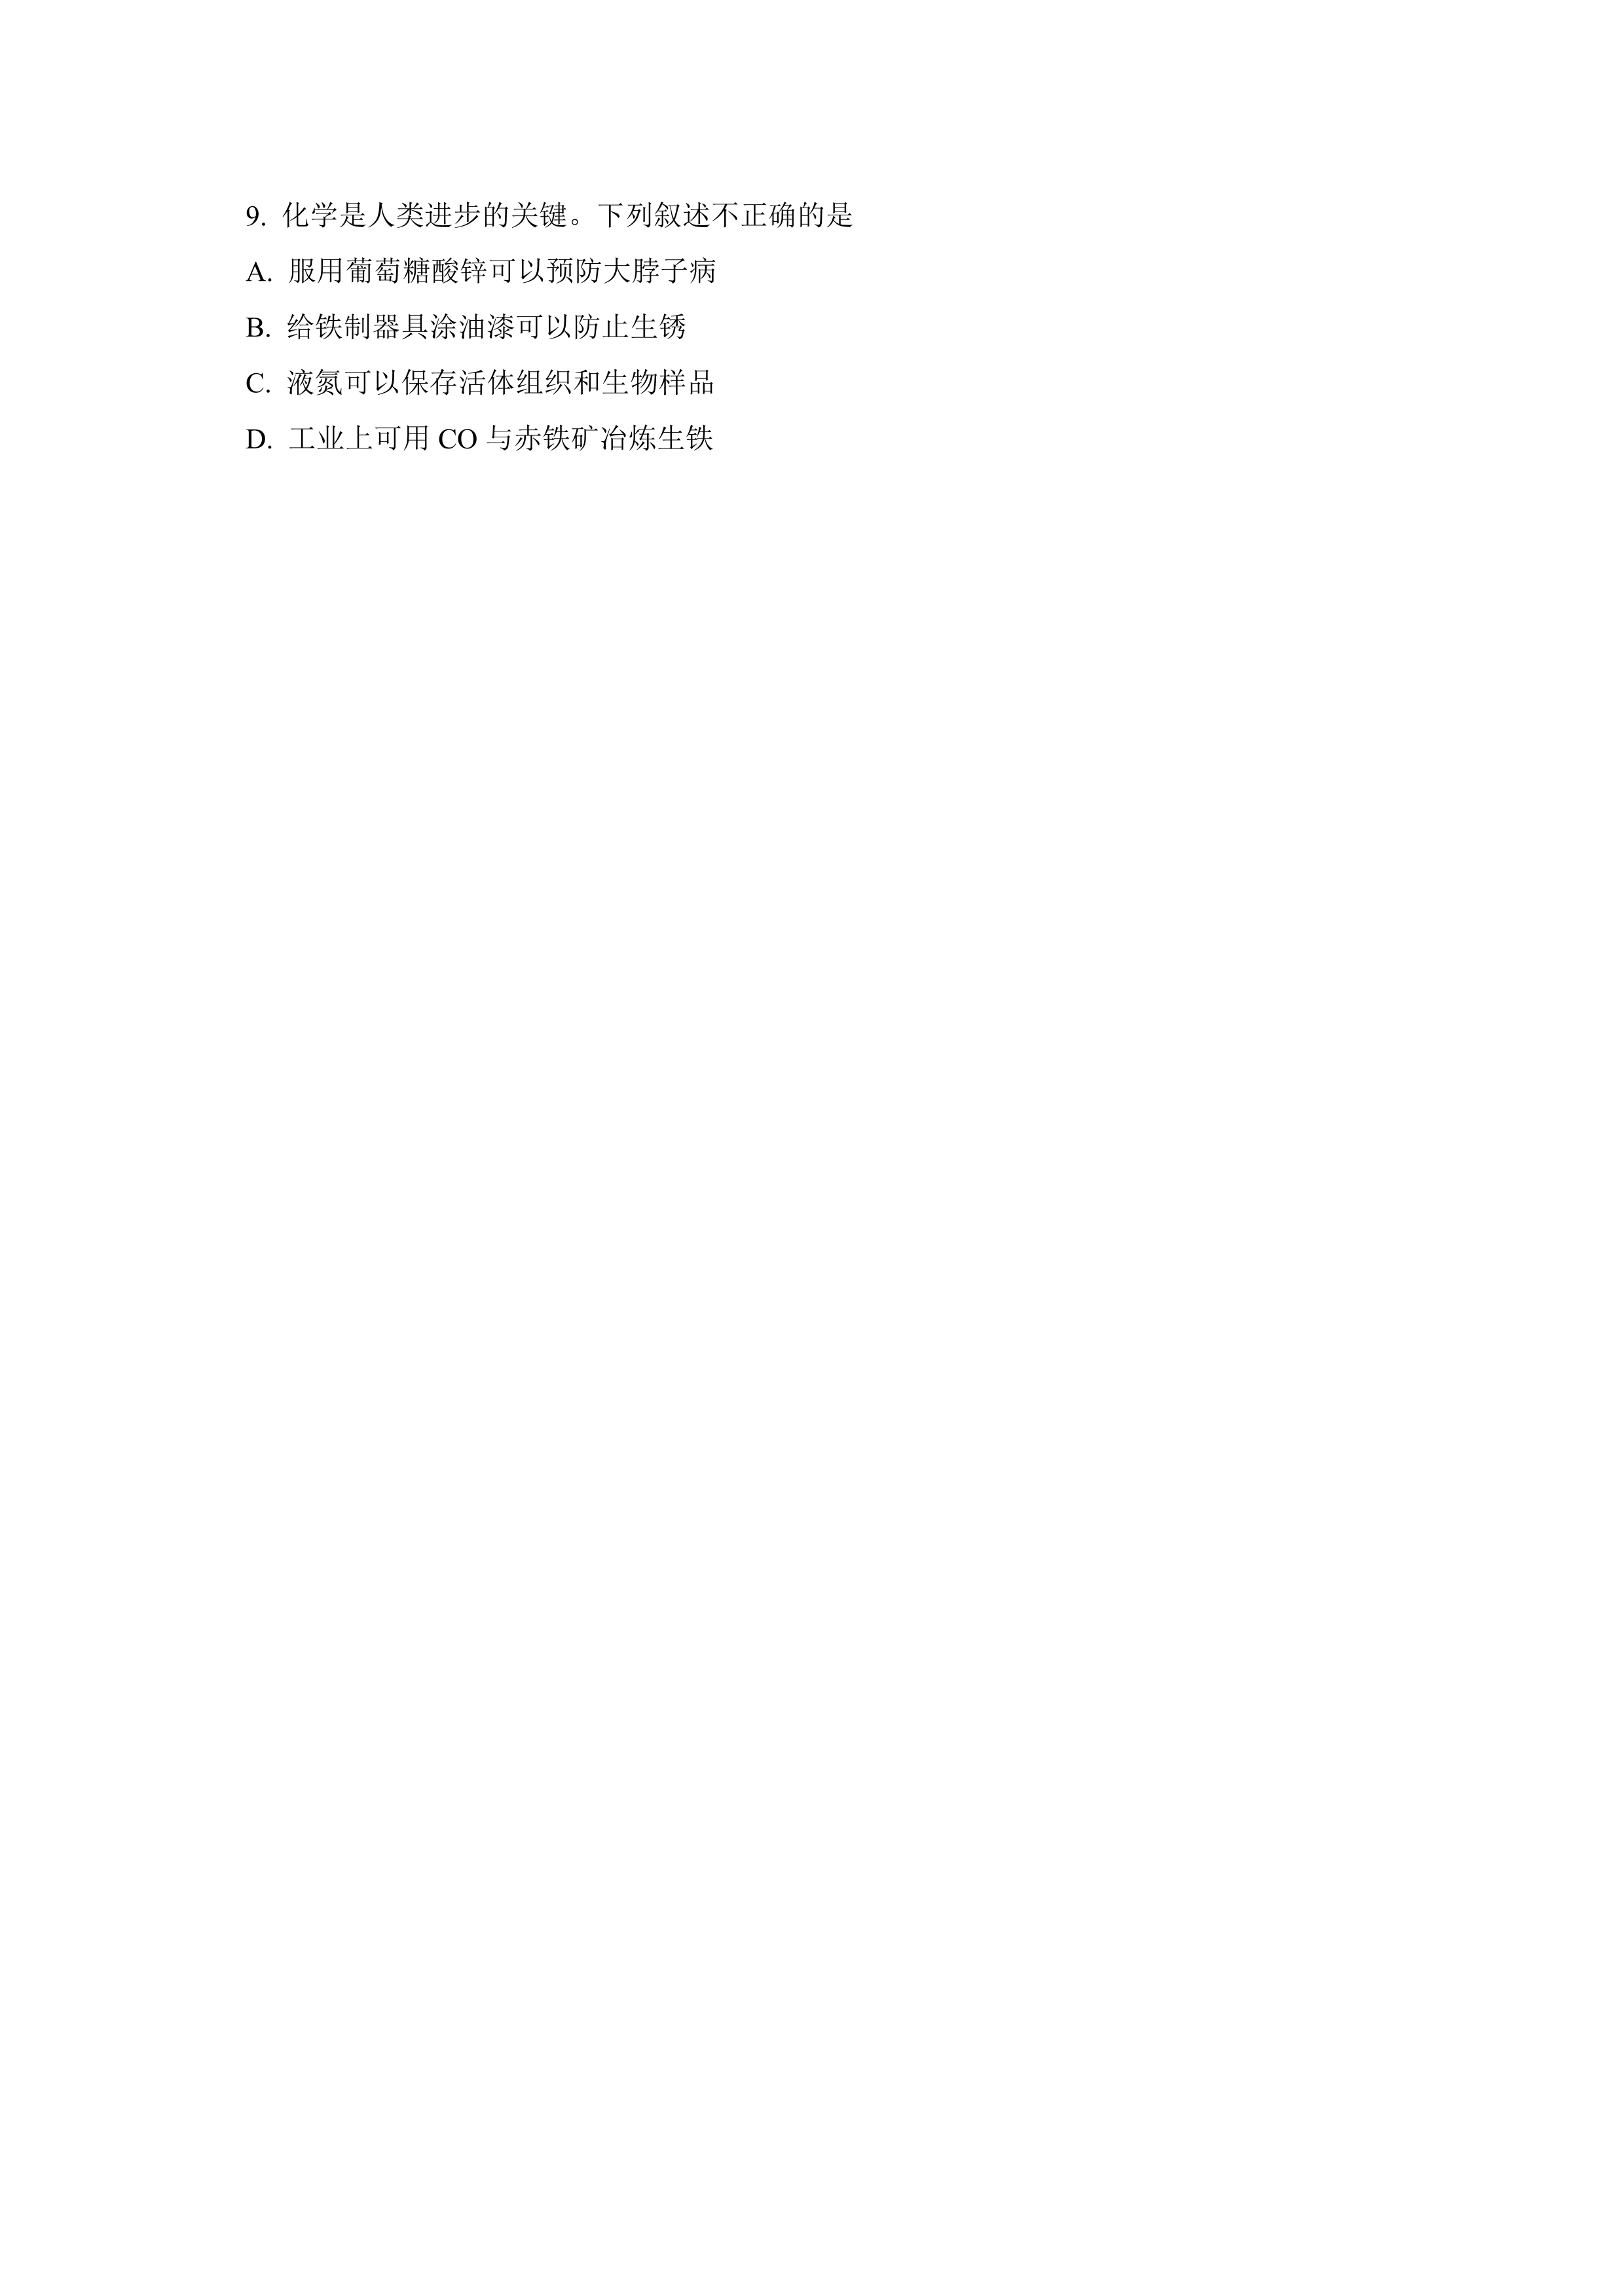 9. 化学是人类进步的关键。下列叙述不正确的是
A. 服用葡萄糖酸锌可以预防大脖子病
B. 给铁制器具涂油漆可以防止生锈
C. 液氮可以保存活体组织和生物样品
D. 工业上可用 CO 与赤铁矿冶炼生铁